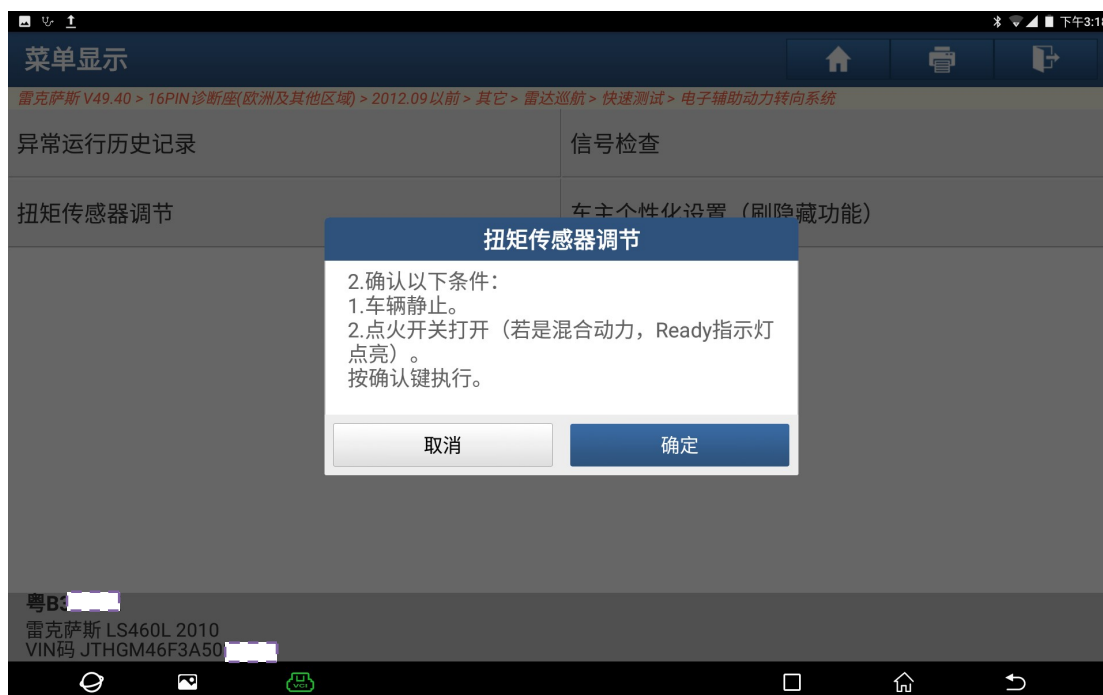 下午3:18
菜单显示
雷克萨斯 V49.40 > 16PIN诊断座(欧洲及其他区域) > 2012.09以前 > 其它 > 雷达巡航 > 快速测试 > 电子辅助动力转向系统
异常运行历史记录
信号检查
扭矩传感器调节
车主个性化设置（刷隐藏功能）
扭矩传感器调节
2.确认以下条件：
1.车辆静止。
2.点火开关打开（若是混合动力，Ready指示灯
点亮）。
按确认键执行。
取消
确定
粤B3
雷克萨斯 LS460L 2010
VIN码 JTHGM46F3A50
VCI